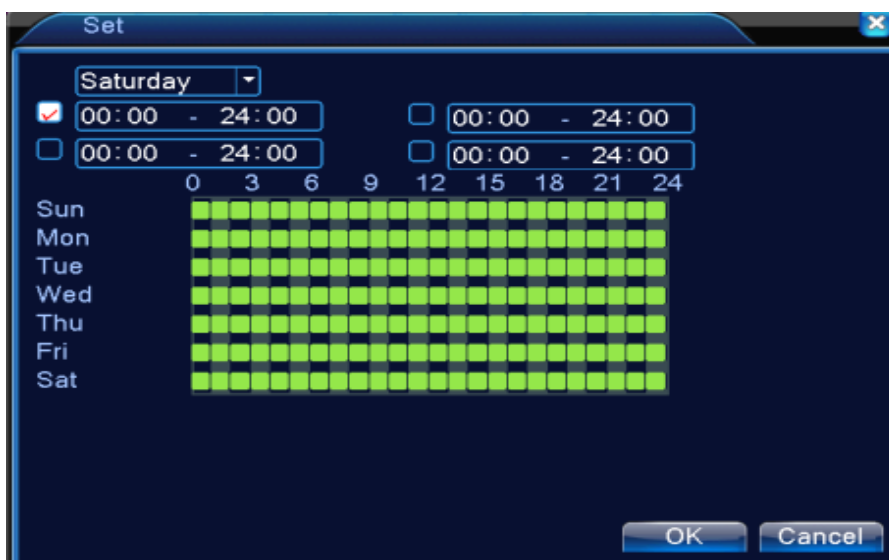 Set
Saturday
00:00 - 24:00 00:00 - 24:00
00:00 - 24:00 00:00 - 24:00
0 3 6 9 12 15 18 21 24
Sun
Mon
Tue
Wed
Thu
Fri
Sat
OK Cancel